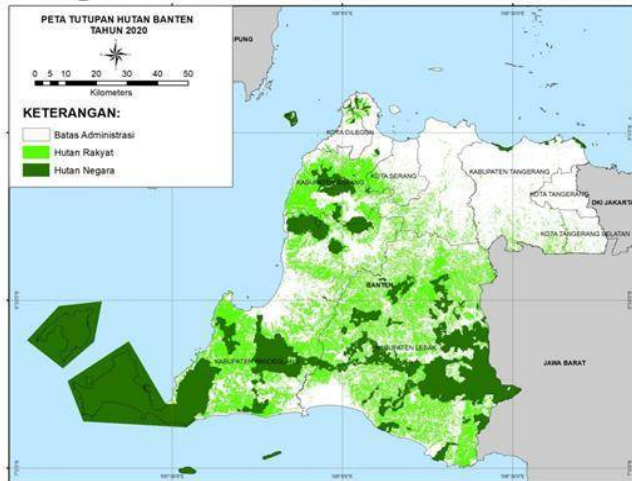 PETA TUTUPAN HUTAN BANTEN
TAHUN 2020
0 5 10 20 30 40 50
Kilometers
KETERANGAN:
Batas Administrasi
Hutan Rakyat
Hutan Negara
PUNG
KOTA CILEGON
KABUPATEN SERANG
KOTA SERANG
KABUPATEN TANGERANG
KOTA TANGERANG
DKI JAKARTA
KOTA TANGERANG SELATAN
BANTEN
KABUPATEN LEBAK
KABUPATEN PANDEGLANG
JAWA BARAT